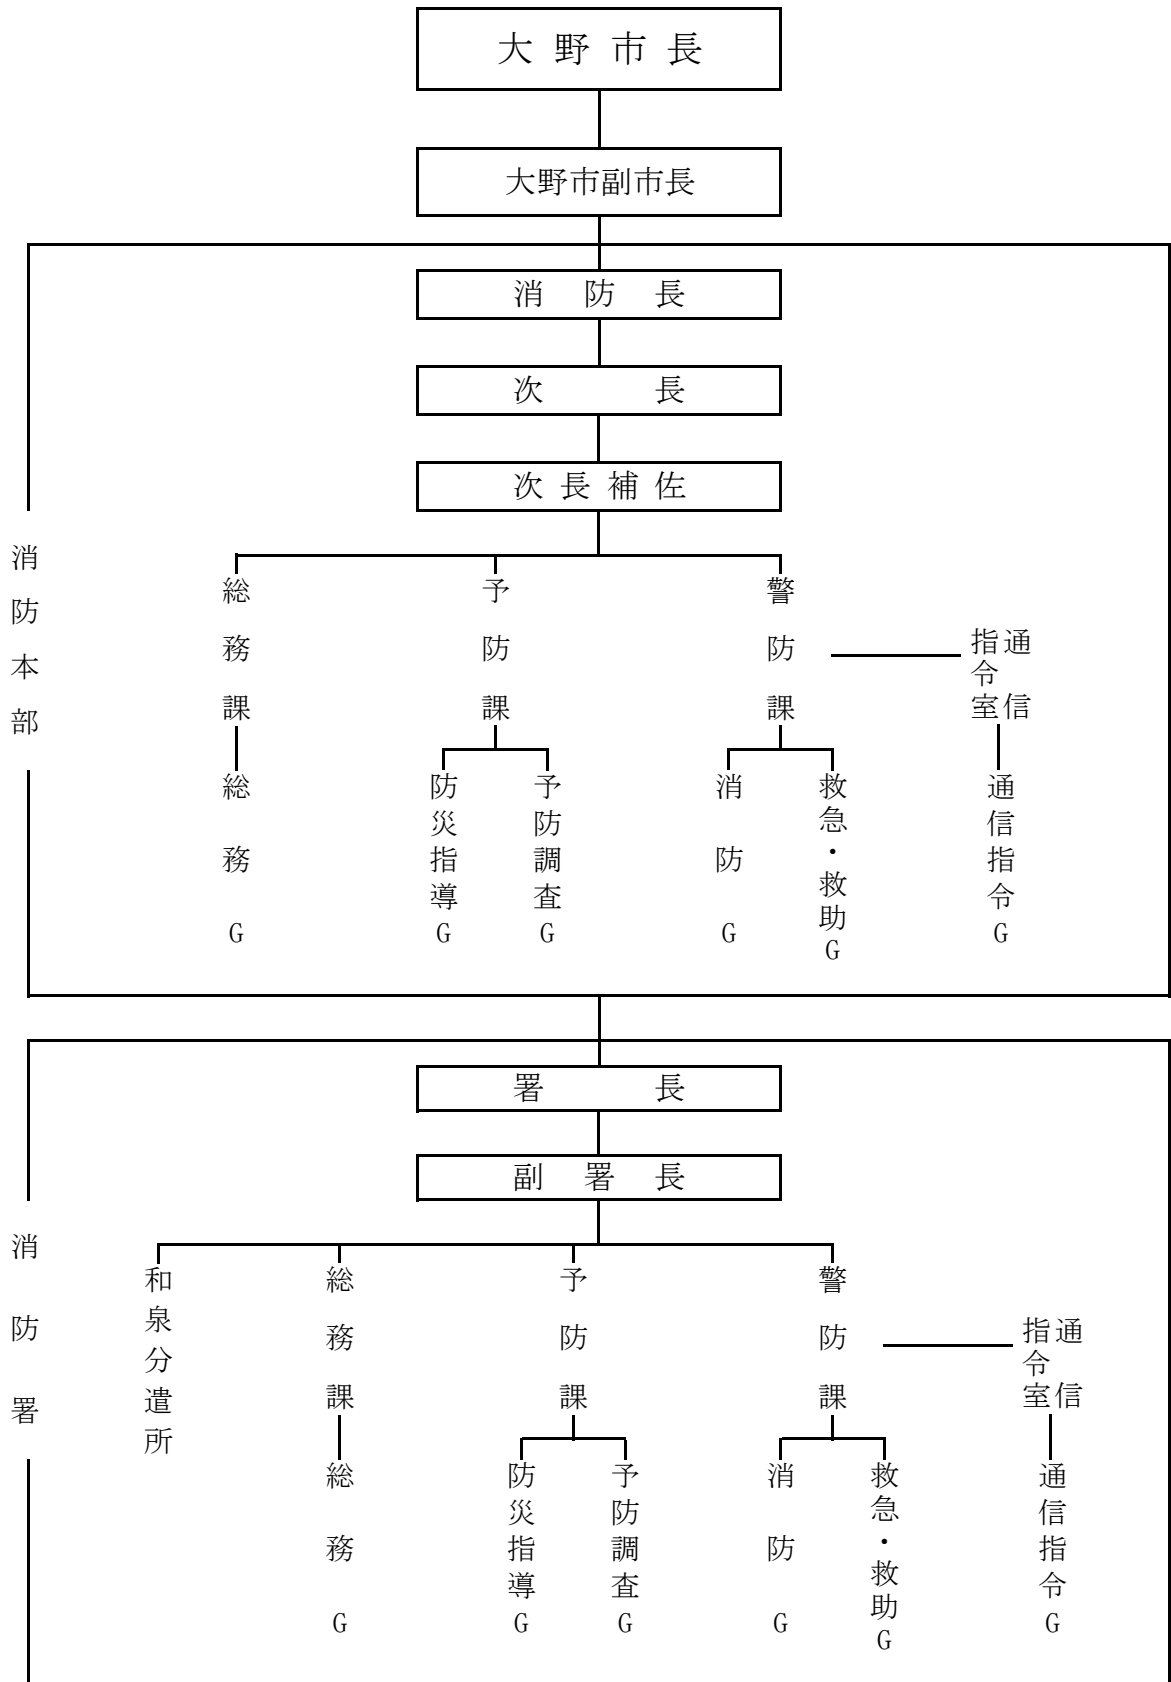 大野市長
大野市副市長
消防長
次長
次長補佐
消防本部
総務課
予防課
警防課
通信指令室
総務G
防災指導G
予防調査G
消防G
救急・救助G
通信指令G
署長
副署長
消防署
和泉分遣所
総務課
予防課
警防課
通信指令室
総務G
防災指導G
予防調査G
消防G
救急・救助G
通信指令G